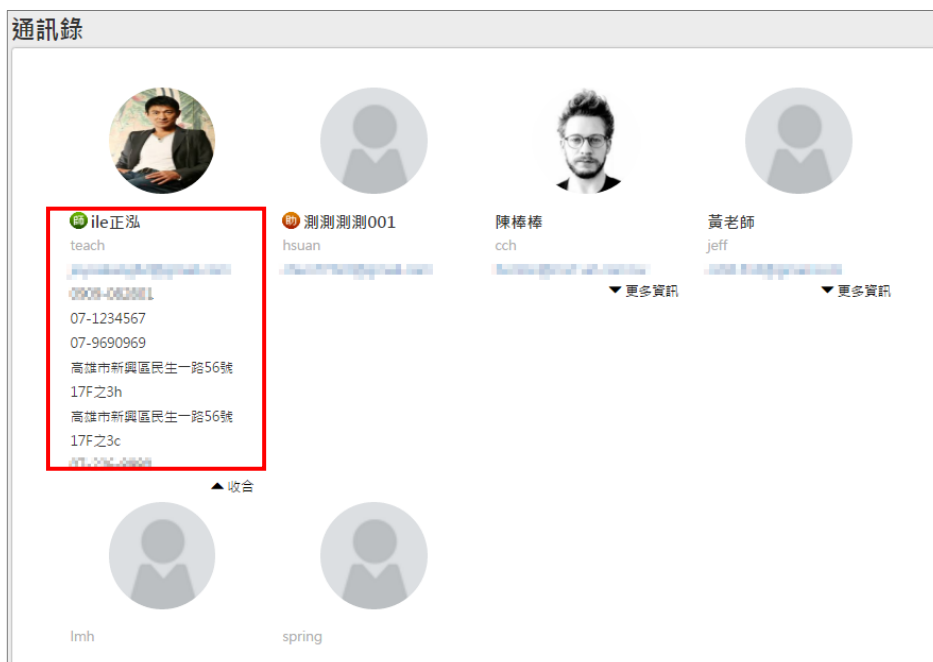 通訊錄
師 ile正泓
teach
07-1234567
07-9690969
高雄市新興區民生一路56號
17F之3h
高雄市新興區民生一路56號
17F之3c
▲ 收合
助 測測測測001
hsuan
陳棒棒
cch
▼ 更多資訊
黃老師
jeff
▼ 更多資訊
lmh
spring